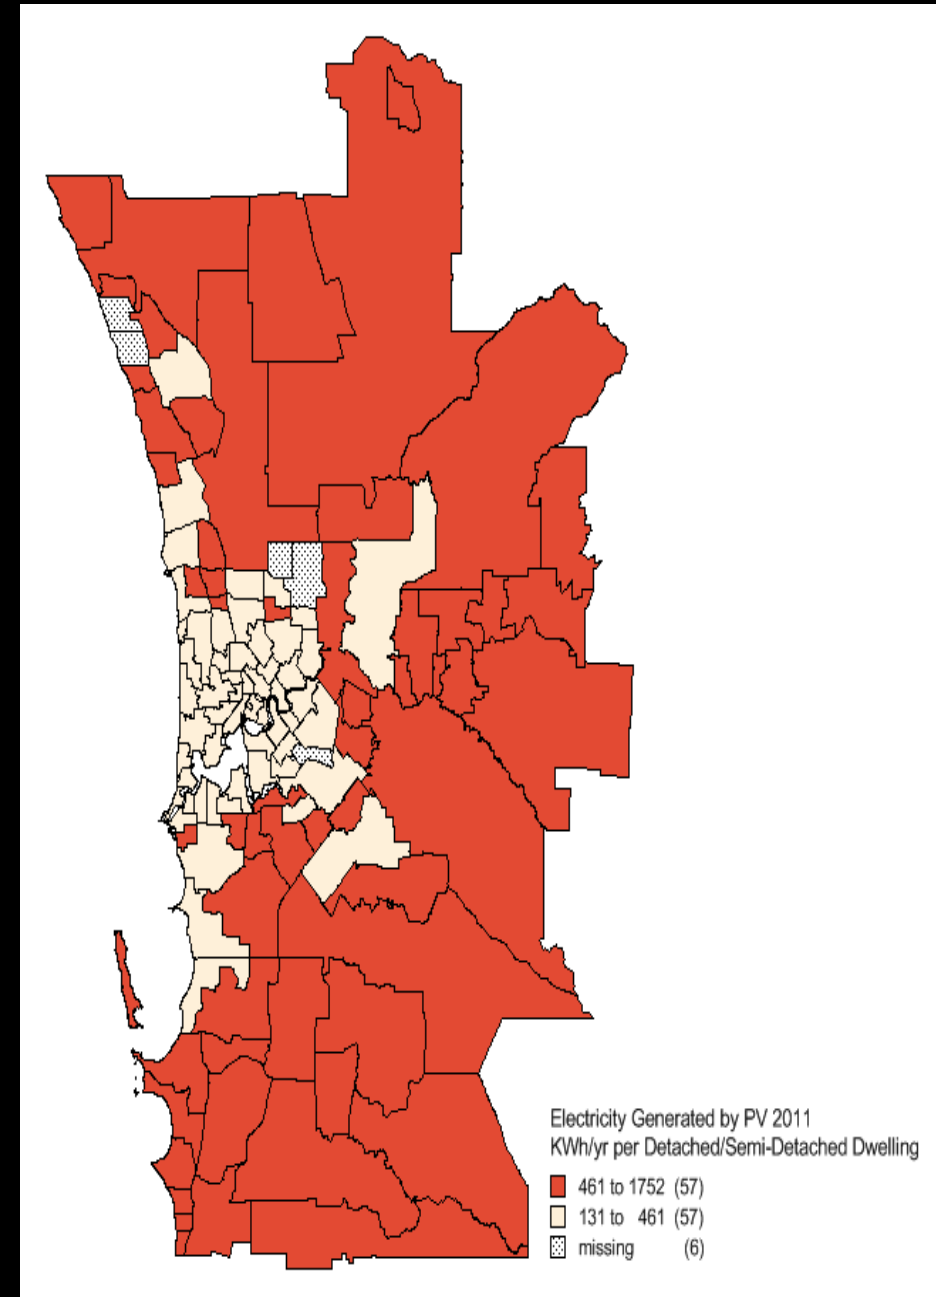 Electricity Generated by PV 2011
KWh/yr per Detached/Semi-Detached Dwelling
461 to 1752 (57)
131 to 461 (57)
missing (6)